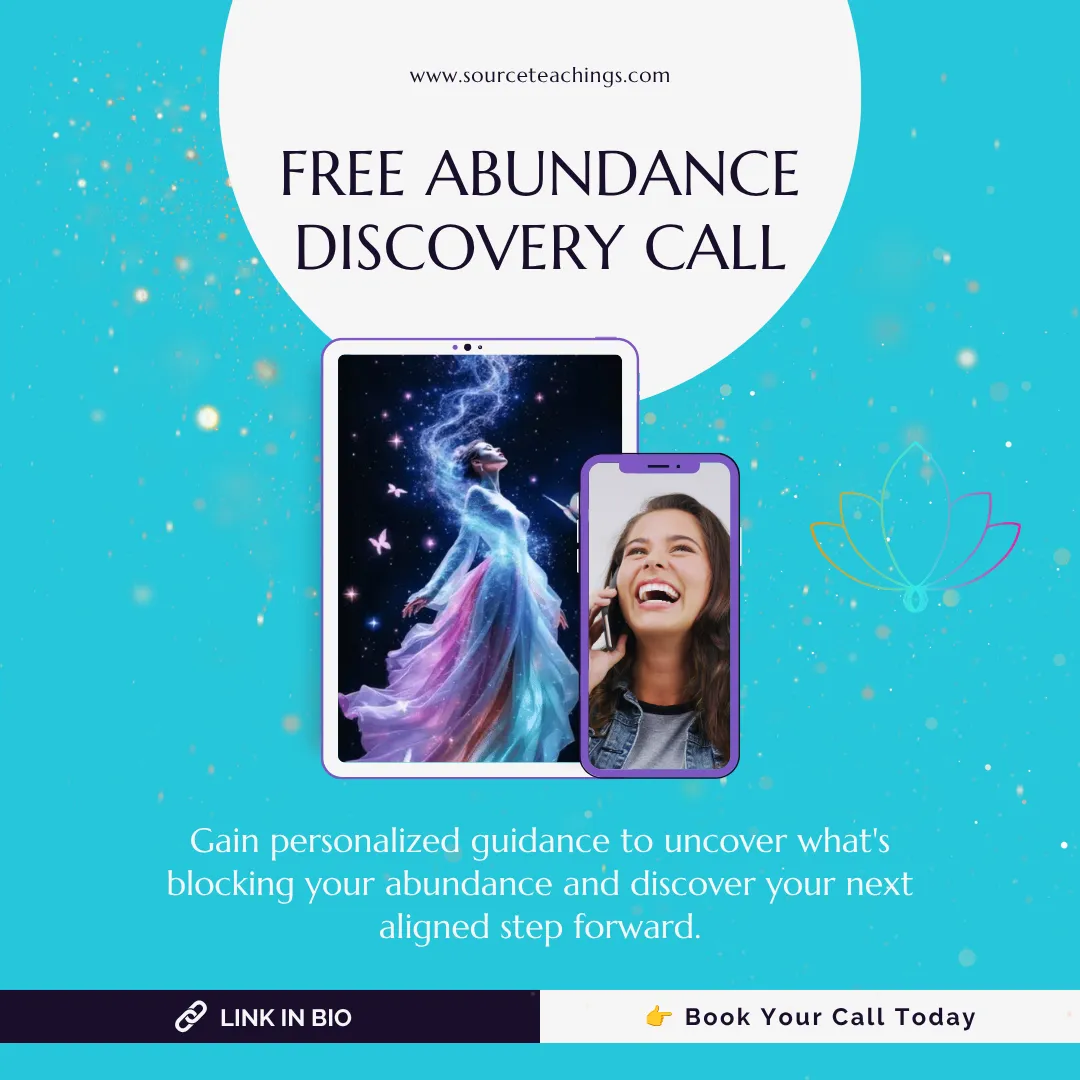 www.sourceteachings.com
FREE ABUNDANCE
DISCOVERY CALL
Gain personalized guidance to uncover what's
blocking your abundance and discover your next
aligned step forward.
LINK IN BIO
👉 Book Your Call Today